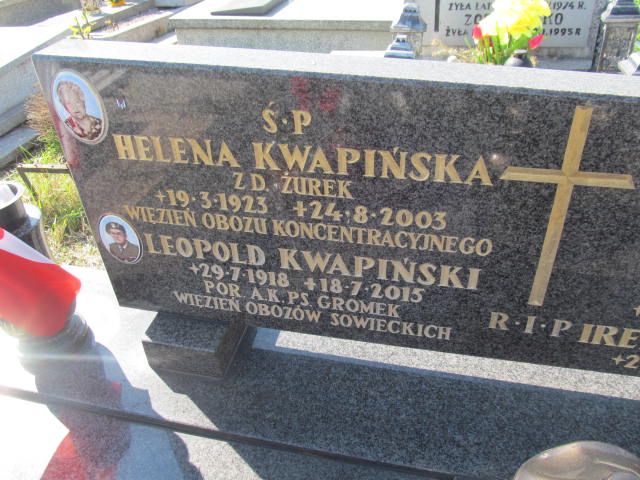 Ś.P
HELENA KWAPIŃSKA
Z D. ŻUREK
+19.3.1923 +24.8.2003
WIĘZIEŃ OBOZU KONCENTRACYJNEGO
LEOPOLD KWAPIŃSKI
+29.7.1918 +18.7.2015
POR A.K. PS GROMEK
WIĘZIEŃ OBOZÓW SOWIECKICH
R.I.P IRE